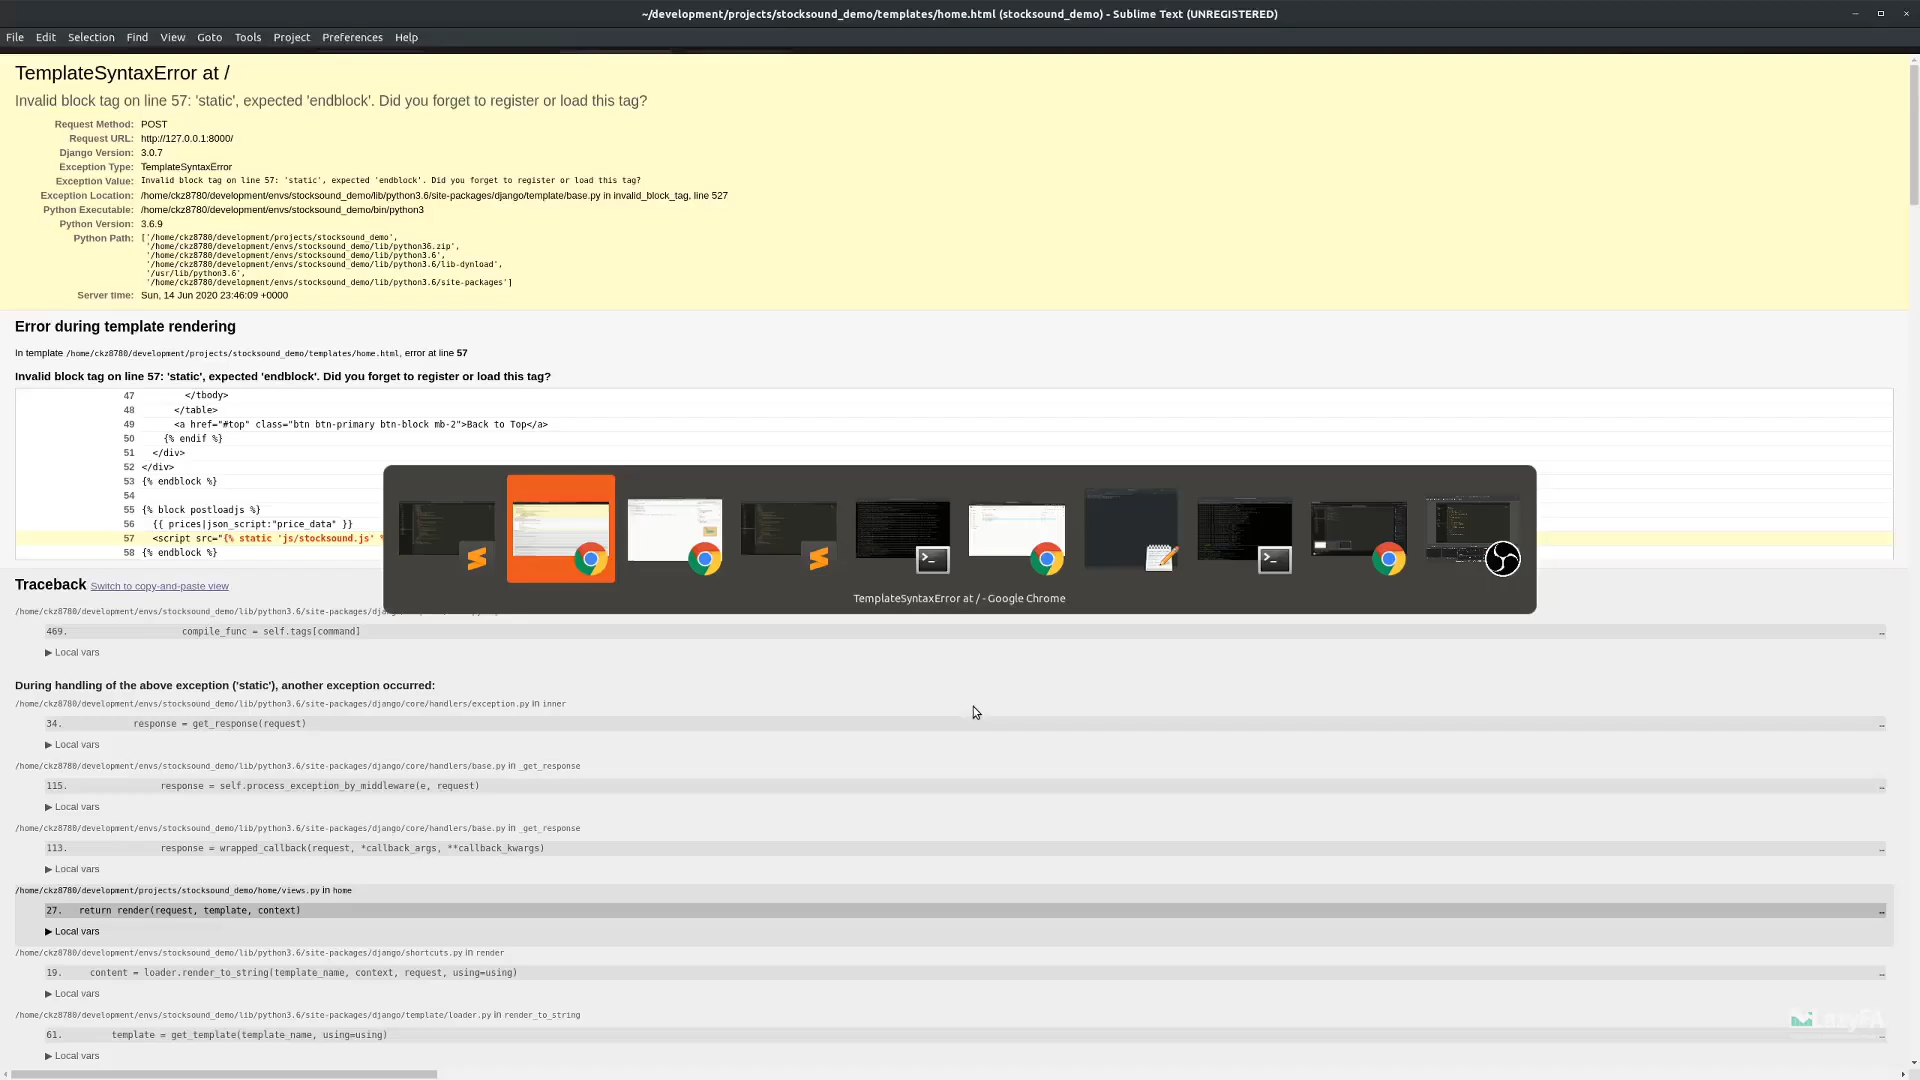 ~/development/projects/stocksound_demo/templates/home.html (stocksound_demo) - Sublime Text (UNREGISTERED)
File Edit Selection Find View Goto Tools Project Preferences Help
TemplateSyntaxError at /
Invalid block tag on line 57: 'static', expected 'endblock'. Did you forget to register or load this tag?
Request Method: POST
Request URL: http://127.0.0.1:8000/
Django Version: 3.0.7
Exception Type: TemplateSyntaxError
Exception Value: Invalid block tag on line 57: 'static', expected 'endblock'. Did you forget to register or load this tag?
Exception Location: /home/ckz8780/development/envs/stocksound_demo/lib/python3.6/site-packages/django/template/base.py in invalid_block_tag, line 527
Python Executable: /home/ckz8780/development/envs/stocksound_demo/bin/python3
Python Version: 3.6.9
Python Path: ['/home/ckz8780/development/projects/stocksound_demo',
'/home/ckz8780/development/envs/stocksound_demo/lib/python36.zip',
'/home/ckz8780/development/envs/stocksound_demo/lib/python3.6',
'/home/ckz8780/development/envs/stocksound_demo/lib/python3.6/lib-dynload',
'/usr/lib/python3.6',
'/home/ckz8780/development/envs/stocksound_demo/lib/python3.6/site-packages']
Server time: Sun, 14 Jun 2020 23:46:09 +0000
Error during template rendering
In template /home/ckz8780/development/projects/stocksound_demo/templates/home.html, error at line 57
Invalid block tag on line 57: 'static', expected 'endblock'. Did you forget to register or load this tag?
47 </tbody>
48 </table>
49 <a href="#top" class="btn btn-primary btn-block mb-2">Back to Top</a>
50 {% endif %}
51 </div>
52 </div>
53 {% endblock %}
54
55 {% block postloadjs %}
56 {{ prices|json_script:"price_data" }}
57 <script src="{% static 'js/stocksound.js' %
58 {% endblock %}
TemplateSyntaxError at / - Google Chrome
Traceback Switch to copy-and-paste view
/home/ckz8780/development/envs/stocksound_demo/lib/python3.6/site-packages/
469. compile_func = self.tags[command] …
▶ Local vars
During handling of the above exception ('static'), another exception occurred:
/home/ckz8780/development/envs/stocksound_demo/lib/python3.6/site-packages/django/core/handlers/exception.py in inner
34. response = get_response(request) …
▶ Local vars
/home/ckz8780/development/envs/stocksound_demo/lib/python3.6/site-packages/django/core/handlers/base.py in _get_response
115. response = self.process_exception_by_middleware(e, request) …
▶ Local vars
/home/ckz8780/development/envs/stocksound_demo/lib/python3.6/site-packages/django/core/handlers/base.py in _get_response
113. response = wrapped_callback(request, *callback_args, **callback_kwargs) …
▶ Local vars
/home/ckz8780/development/projects/stocksound_demo/home/views.py in home
27. return render(request, template, context) …
▶ Local vars
/home/ckz8780/development/envs/stocksound_demo/lib/python3.6/site-packages/django/shortcuts.py in render
19. content = loader.render_to_string(template_name, context, request, using=using) …
▶ Local vars
/home/ckz8780/development/envs/stocksound_demo/lib/python3.6/site-packages/django/template/loader.py in render_to_string
LazyFA
61. template = get_template(template_name, using=using) …
▶ Local vars